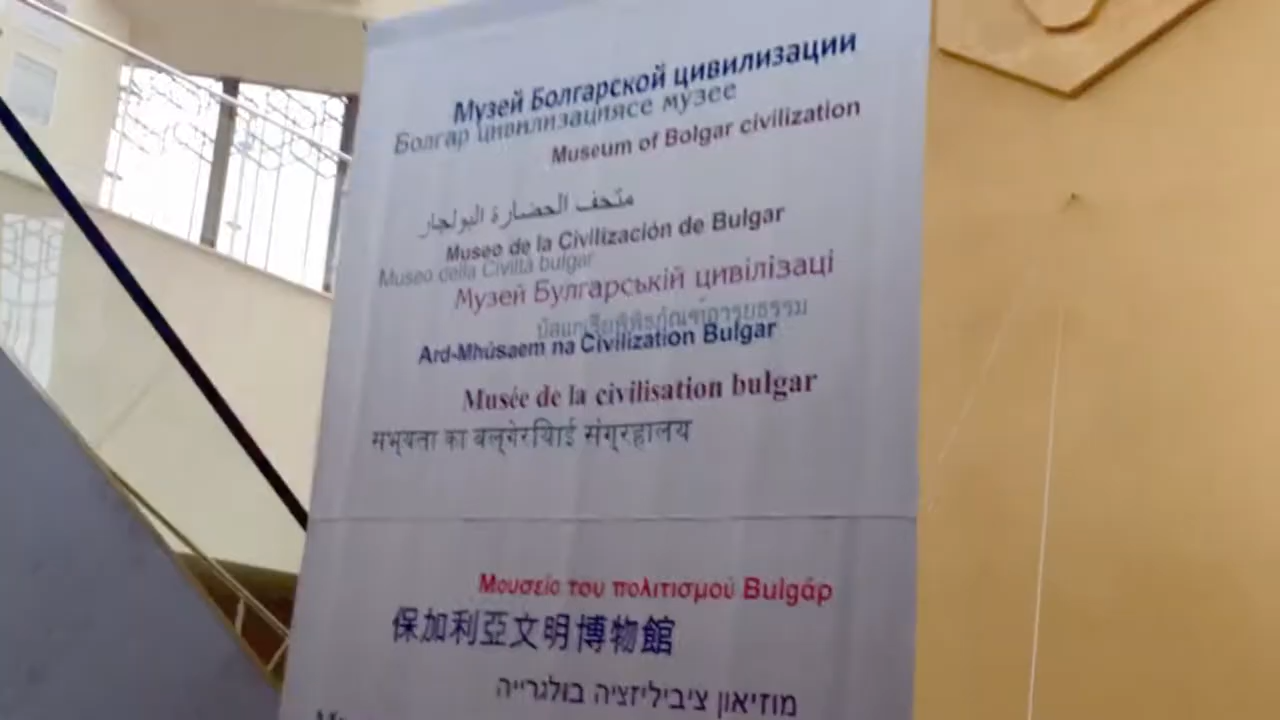 Музей Болгарской цивилизации
Болгар цивилизациясе музее
Museum of Bolgar civilization
متحف الحضارة البولجار
Museo de la Civilización de Bulgar
Museo della Civiltà bulgar
Музей Булгарській цивілізаці
Ard-Mhúsaem na Civilization Bulgar
Musée de la civilisation bulgar
सभ्यता का बल्गेरियाई संग्रहालय
Μουσείο του πολιτισμού Bulgáρ
保加利亞文明博物館
מוזיאון ציביליזציה בולגרייה